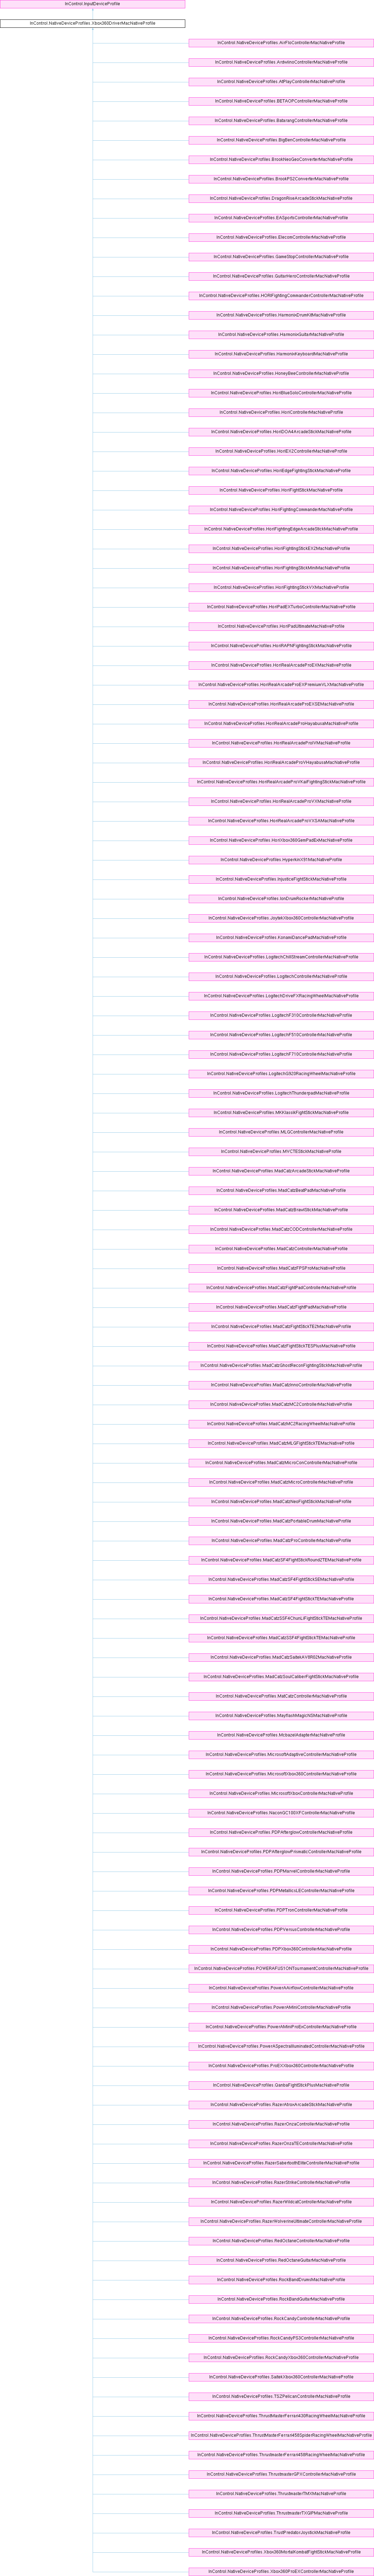 InControl.InputDeviceProfile
InControl.NativeDeviceProfiles.Xbox360DriverMacNativeProfile
InControl.NativeDeviceProfiles.AirFloControllerMacNativeProfile
InControl.NativeDeviceProfiles.ArdwiinoControllerMacNativeProfile
InControl.NativeDeviceProfiles.AtPlayControllerMacNativeProfile
InControl.NativeDeviceProfiles.BETAOPControllerMacNativeProfile
InControl.NativeDeviceProfiles.BatarangControllerMacNativeProfile
InControl.NativeDeviceProfiles.BigBenControllerMacNativeProfile
InControl.NativeDeviceProfiles.BrookNeoGeoConverterMacNativeProfile
InControl.NativeDeviceProfiles.BrookPS2ConverterMacNativeProfile
InControl.NativeDeviceProfiles.DragonRiseArcadeStickMacNativeProfile
InControl.NativeDeviceProfiles.EASportsControllerMacNativeProfile
InControl.NativeDeviceProfiles.ElecomControllerMacNativeProfile
InControl.NativeDeviceProfiles.GameStopControllerMacNativeProfile
InControl.NativeDeviceProfiles.GuitarHeroControllerMacNativeProfile
InControl.NativeDeviceProfiles.HORIFightingCommanderControllerMacNativeProfile
InControl.NativeDeviceProfiles.HarmonixDrumKitMacNativeProfile
InControl.NativeDeviceProfiles.HarmonixGuitarMacNativeProfile
InControl.NativeDeviceProfiles.HarmonixKeyboardMacNativeProfile
InControl.NativeDeviceProfiles.HoneyBeeControllerMacNativeProfile
InControl.NativeDeviceProfiles.HoriBlueSoloControllerMacNativeProfile
InControl.NativeDeviceProfiles.HoriControllerMacNativeProfile
InControl.NativeDeviceProfiles.HoriDOA4ArcadeStickMacNativeProfile
InControl.NativeDeviceProfiles.HoriEX2ControllerMacNativeProfile
InControl.NativeDeviceProfiles.HoriEdgeFightingStickMacNativeProfile
InControl.NativeDeviceProfiles.HoriFightStickMacNativeProfile
InControl.NativeDeviceProfiles.HoriFightingCommanderMacNativeProfile
InControl.NativeDeviceProfiles.HoriFightingEdgeArcadeStickMacNativeProfile
InControl.NativeDeviceProfiles.HoriFightingStickEX2MacNativeProfile
InControl.NativeDeviceProfiles.HoriFightingStickMiniMacNativeProfile
InControl.NativeDeviceProfiles.HoriFightingStickVXMacNativeProfile
InControl.NativeDeviceProfiles.HoriPadEXTurboControllerMacNativeProfile
InControl.NativeDeviceProfiles.HoriPadUltimateMacNativeProfile
InControl.NativeDeviceProfiles.HoriRAPNFightingStickMacNativeProfile
InControl.NativeDeviceProfiles.HoriRealArcadeProEXMacNativeProfile
InControl.NativeDeviceProfiles.HoriRealArcadeProEXPremiumVLXMacNativeProfile
InControl.NativeDeviceProfiles.HoriRealArcadeProEXSEMacNativeProfile
InControl.NativeDeviceProfiles.HoriRealArcadeProHayabusaMacNativeProfile
InControl.NativeDeviceProfiles.HoriRealArcadeProIVMacNativeProfile
InControl.NativeDeviceProfiles.HoriRealArcadeProVHayabusaMacNativeProfile
InControl.NativeDeviceProfiles.HoriRealArcadeProVKaiFightingStickMacNativeProfile
InControl.NativeDeviceProfiles.HoriRealArcadeProVXMacNativeProfile
InControl.NativeDeviceProfiles.HoriRealArcadeProVXSAMacNativeProfile
InControl.NativeDeviceProfiles.HoriXbox360GemPadExMacNativeProfile
InControl.NativeDeviceProfiles.HyperkinX91MacNativeProfile
InControl.NativeDeviceProfiles.InjusticeFightStickMacNativeProfile
InControl.NativeDeviceProfiles.IonDrumRockerMacNativeProfile
InControl.NativeDeviceProfiles.JoytekXbox360ControllerMacNativeProfile
InControl.NativeDeviceProfiles.KonamiDancePadMacNativeProfile
InControl.NativeDeviceProfiles.LogitechChillStreamControllerMacNativeProfile
InControl.NativeDeviceProfiles.LogitechControllerMacNativeProfile
InControl.NativeDeviceProfiles.LogitechDriveFXRacingWheelMacNativeProfile
InControl.NativeDeviceProfiles.LogitechF310ControllerMacNativeProfile
InControl.NativeDeviceProfiles.LogitechF510ControllerMacNativeProfile
InControl.NativeDeviceProfiles.LogitechF710ControllerMacNativeProfile
InControl.NativeDeviceProfiles.LogitechG920RacingWheelMacNativeProfile
InControl.NativeDeviceProfiles.LogitechThunderpadMacNativeProfile
InControl.NativeDeviceProfiles.MKKlassikFightStickMacNativeProfile
InControl.NativeDeviceProfiles.MLGControllerMacNativeProfile
InControl.NativeDeviceProfiles.MVCTEStickMacNativeProfile
InControl.NativeDeviceProfiles.MadCatzArcadeStickMacNativeProfile
InControl.NativeDeviceProfiles.MadCatzBeatPadMacNativeProfile
InControl.NativeDeviceProfiles.MadCatzBrawlStickMacNativeProfile
InControl.NativeDeviceProfiles.MadCatzCODControllerMacNativeProfile
InControl.NativeDeviceProfiles.MadCatzControllerMacNativeProfile
InControl.NativeDeviceProfiles.MadCatzFPSProMacNativeProfile
InControl.NativeDeviceProfiles.MadCatzFightPadControllerMacNativeProfile
InControl.NativeDeviceProfiles.MadCatzFightPadMacNativeProfile
InControl.NativeDeviceProfiles.MadCatzFightStickTE2MacNativeProfile
InControl.NativeDeviceProfiles.MadCatzFightStickTESPlusMacNativeProfile
InControl.NativeDeviceProfiles.MadCatzGhostReconFightingStickMacNativeProfile
InControl.NativeDeviceProfiles.MadCatzInnoControllerMacNativeProfile
InControl.NativeDeviceProfiles.MadCatzMC2ControllerMacNativeProfile
InControl.NativeDeviceProfiles.MadCatzMC2RacingWheelMacNativeProfile
InControl.NativeDeviceProfiles.MadCatzMLGFightStickTEMacNativeProfile
InControl.NativeDeviceProfiles.MadCatzMicroConControllerMacNativeProfile
InControl.NativeDeviceProfiles.MadCatzMicroControllerMacNativeProfile
InControl.NativeDeviceProfiles.MadCatzNeoFightStickMacNativeProfile
InControl.NativeDeviceProfiles.MadCatzPortableDrumMacNativeProfile
InControl.NativeDeviceProfiles.MadCatzProControllerMacNativeProfile
InControl.NativeDeviceProfiles.MadCatzSF4FightStickRound2TEMacNativeProfile
InControl.NativeDeviceProfiles.MadCatzSF4FightStickSEMacNativeProfile
InControl.NativeDeviceProfiles.MadCatzSF4FightStickTEMacNativeProfile
InControl.NativeDeviceProfiles.MadCatzSSF4ChunLiFightStickTEMacNativeProfile
InControl.NativeDeviceProfiles.MadCatzSSF4FightStickTEMacNativeProfile
InControl.NativeDeviceProfiles.MadCatzSaitekAV8R02MacNativeProfile
InControl.NativeDeviceProfiles.MadCatzSoulCaliberFightStickMacNativeProfile
InControl.NativeDeviceProfiles.MatCatzControllerMacNativeProfile
InControl.NativeDeviceProfiles.MayflashMagicNSMacNativeProfile
InControl.NativeDeviceProfiles.McbazelAdapterMacNativeProfile
InControl.NativeDeviceProfiles.MicrosoftAdaptiveControllerMacNativeProfile
InControl.NativeDeviceProfiles.MicrosoftXbox360ControllerMacNativeProfile
InControl.NativeDeviceProfiles.MicrosoftXboxControllerMacNativeProfile
InControl.NativeDeviceProfiles.NaconGC100XFControllerMacNativeProfile
InControl.NativeDeviceProfiles.PDPAfterglowControllerMacNativeProfile
InControl.NativeDeviceProfiles.PDPAfterglowPrismaticControllerMacNativeProfile
InControl.NativeDeviceProfiles.PDPMarvelControllerMacNativeProfile
InControl.NativeDeviceProfiles.PDPMetallicsLEControllerMacNativeProfile
InControl.NativeDeviceProfiles.PDPTronControllerMacNativeProfile
InControl.NativeDeviceProfiles.PDPVersusControllerMacNativeProfile
InControl.NativeDeviceProfiles.PDPXbox360ControllerMacNativeProfile
InControl.NativeDeviceProfiles.POWERAFUS1ONTournamentControllerMacNativeProfile
InControl.NativeDeviceProfiles.PowerAAirflowControllerMacNativeProfile
InControl.NativeDeviceProfiles.PowerAMiniControllerMacNativeProfile
InControl.NativeDeviceProfiles.PowerAMiniProExControllerMacNativeProfile
InControl.NativeDeviceProfiles.PowerASpectraIlluminatedControllerMacNativeProfile
InControl.NativeDeviceProfiles.ProEXXbox360ControllerMacNativeProfile
InControl.NativeDeviceProfiles.QanbaFightStickPlusMacNativeProfile
InControl.NativeDeviceProfiles.RazerAtroxArcadeStickMacNativeProfile
InControl.NativeDeviceProfiles.RazerOnzaControllerMacNativeProfile
InControl.NativeDeviceProfiles.RazerOnzaTEControllerMacNativeProfile
InControl.NativeDeviceProfiles.RazerSabertoothEliteControllerMacNativeProfile
InControl.NativeDeviceProfiles.RazerStrikeControllerMacNativeProfile
InControl.NativeDeviceProfiles.RazerWildcatControllerMacNativeProfile
InControl.NativeDeviceProfiles.RazerWolverineUltimateControllerMacNativeProfile
InControl.NativeDeviceProfiles.RedOctaneControllerMacNativeProfile
InControl.NativeDeviceProfiles.RedOctaneGuitarMacNativeProfile
InControl.NativeDeviceProfiles.RockBandDrumsMacNativeProfile
InControl.NativeDeviceProfiles.RockBandGuitarMacNativeProfile
InControl.NativeDeviceProfiles.RockCandyControllerMacNativeProfile
InControl.NativeDeviceProfiles.RockCandyPS3ControllerMacNativeProfile
InControl.NativeDeviceProfiles.RockCandyXbox360ControllerMacNativeProfile
InControl.NativeDeviceProfiles.SaitekXbox360ControllerMacNativeProfile
InControl.NativeDeviceProfiles.TSZPelicanControllerMacNativeProfile
InControl.NativeDeviceProfiles.ThrustMasterFerrari430RacingWheelMacNativeProfile
InControl.NativeDeviceProfiles.ThrustMasterFerrari458SpiderRacingWheelMacNativeProfile
InControl.NativeDeviceProfiles.ThrustmasterFerrari458RacingWheelMacNativeProfile
InControl.NativeDeviceProfiles.ThrustmasterGPXControllerMacNativeProfile
InControl.NativeDeviceProfiles.ThrustmasterTMXMacNativeProfile
InControl.NativeDeviceProfiles.ThrustmasterTXGIPMacNativeProfile
InControl.NativeDeviceProfiles.TrustPredatorJoystickMacNativeProfile
InControl.NativeDeviceProfiles.Xbox360MortalKombatFightStickMacNativeProfile
InControl.NativeDeviceProfiles.Xbox360ProEXControllerMacNativeProfile